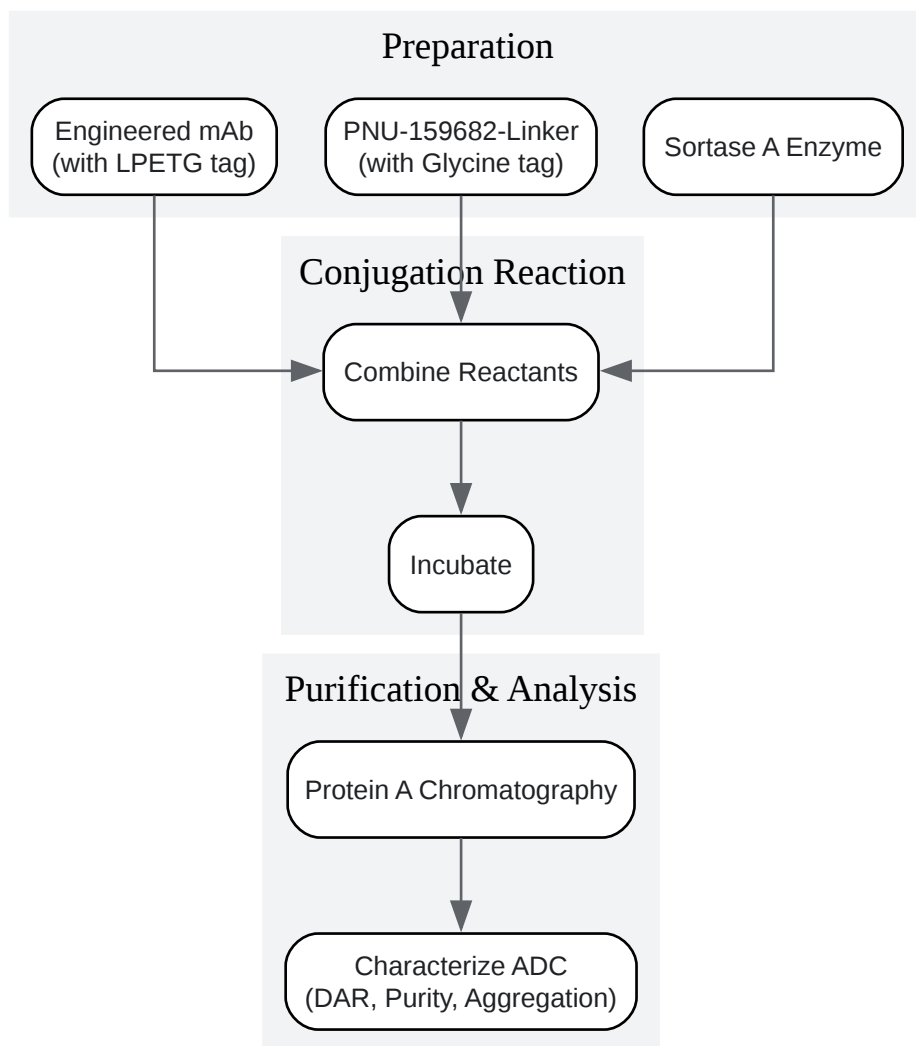 Preparation
Engineered mAb
(with LPETG tag)
PNU-159682-Linker
(with Glycine tag)
Sortase A Enzyme
Conjugation Reaction
Combine Reactants
Incubate
Purification & Analysis
Protein A Chromatography
Characterize ADC
(DAR, Purity, Aggregation)